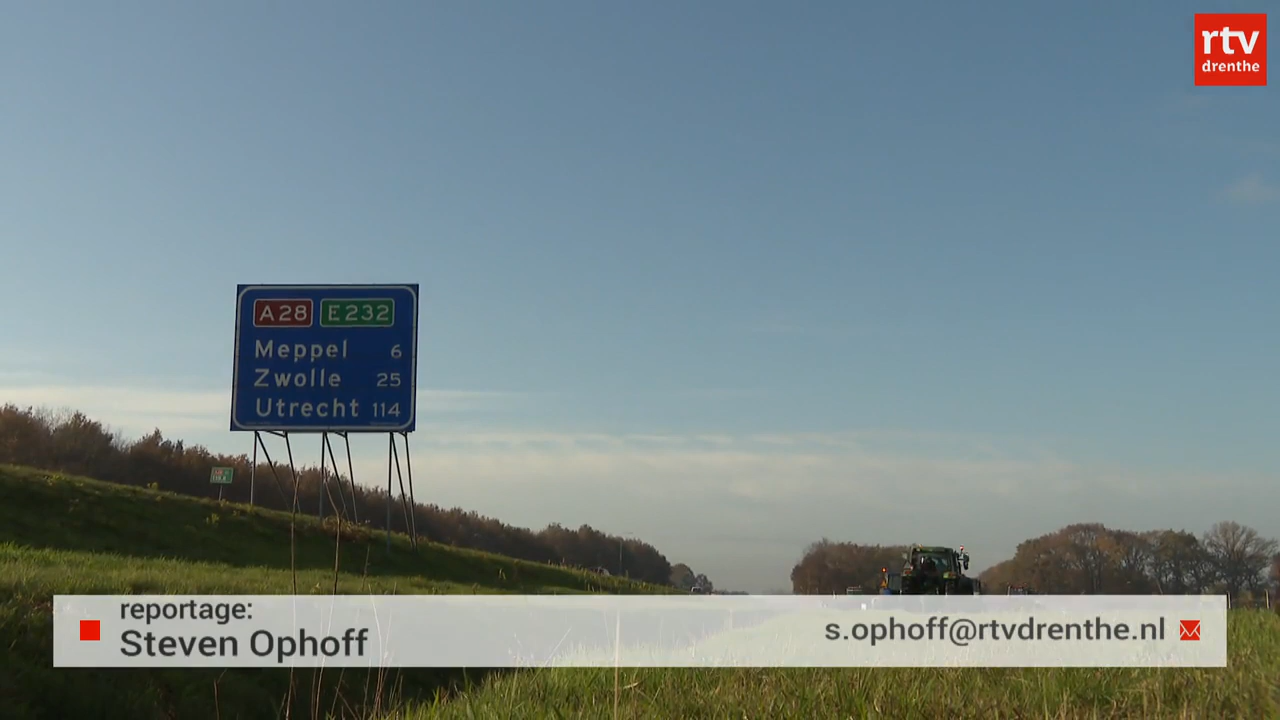 rtv
drenthe
A28 E232
Meppel 6
Zwolle 25
Utrecht 114
reportage:
Steven Ophoff
s.ophoff@rtvdrenthe.nl